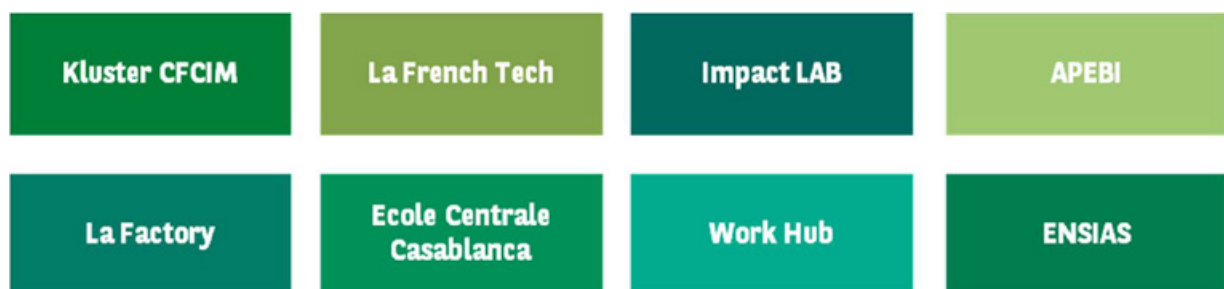 Kluster CFCIM
La French Tech
Impact LAB
APEBI
La Factory
Ecole Centrale
Casablanca
Work Hub
ENSIAS